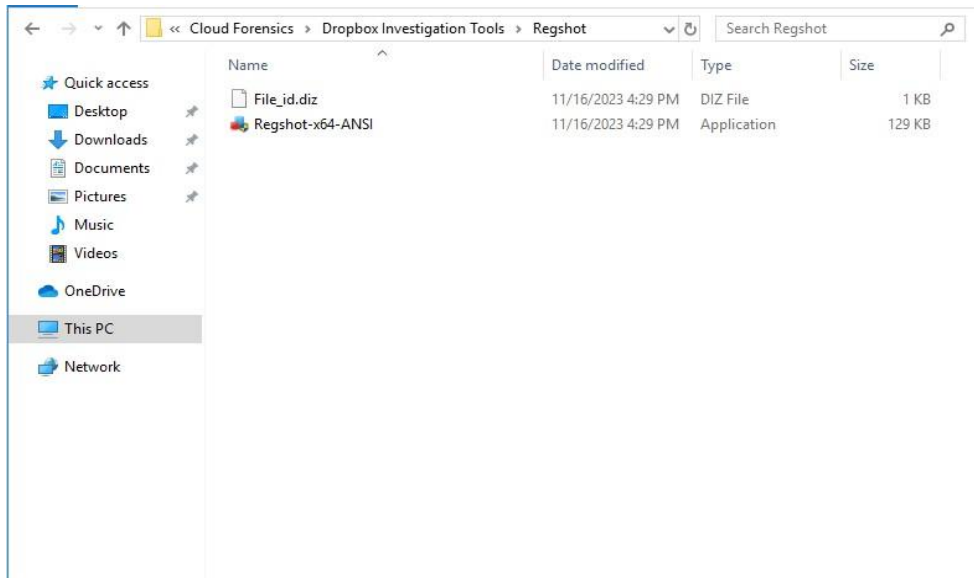 « Cloud Forensics › Dropbox Investigation Tools › Regshot
Search Regshot
Name Date modified Type Size
File_id.diz 11/16/2023 4:29 PM DIZ File 1 KB
Regshot-x64-ANSI 11/16/2023 4:29 PM Application 129 KB
Quick access
Desktop
Downloads
Documents
Pictures
Music
Videos
OneDrive
This PC
Network